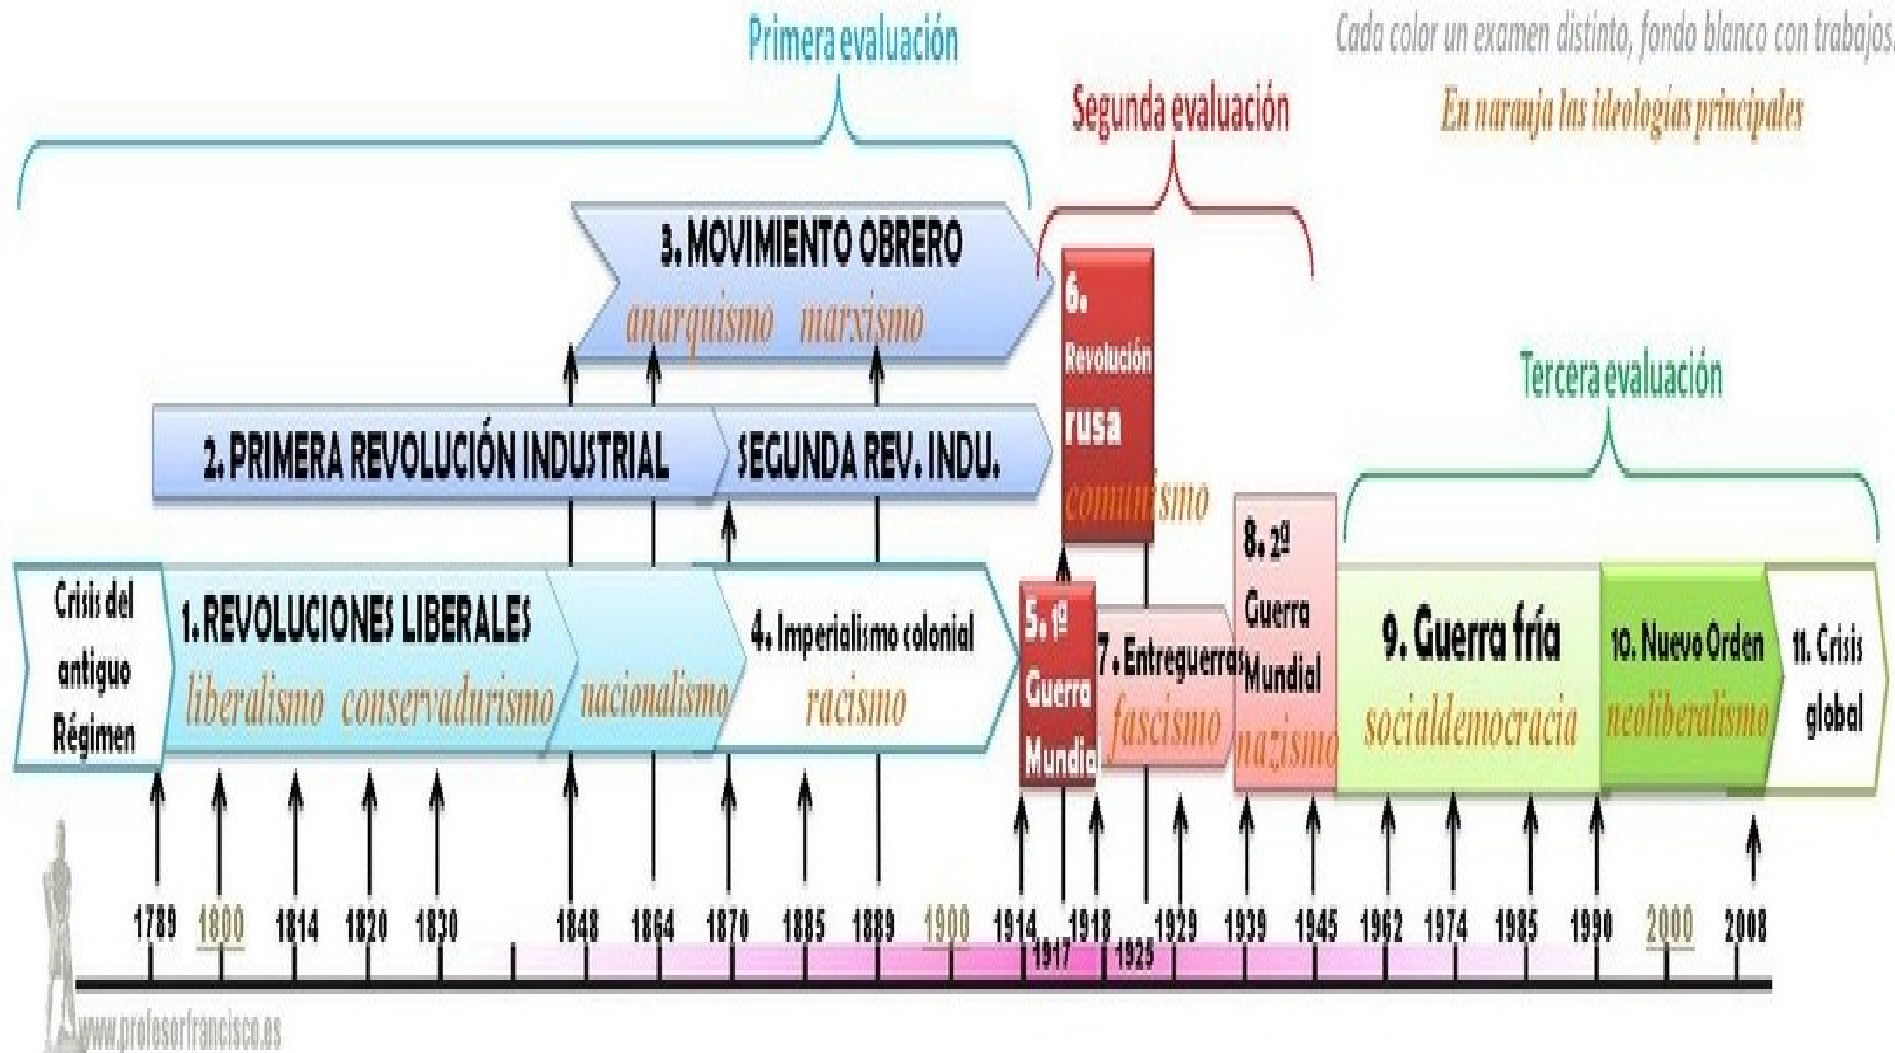 Primera evaluación
Cada color un examen distinto, fondo blanco con trabajos.
Segunda evaluación
En naranja las ideologías principales
3. MOVIMIENTO OBRERO
anarquismo marxismo
6.
Revolución
rusa
comunismo
Tercera evaluación
2. PRIMERA REVOLUCIÓN INDUSTRIAL
SEGUNDA REV. INDU.
Crisis del
antiguo
Régimen
1. REVOLUCIONES LIBERALES
liberalismo conservadurismo
nacionalismo
4. Imperialismo colonial
racismo
5. 1ª
Guerra
Mundial
7. Entreguerras
fascismo
8. 2ª
Guerra
Mundial
nazismo
9. Guerra fría
socialdemocracia
10. Nuevo Orden
neoliberalismo
11. Crisis
global
1789 1800 1814 1820 1830 1848 1864 1870 1885 1889 1900 1914 1918 1929 1939 1945 1962 1974 1985 1990 2000 2008
1917 1925
www.profesorfrancisco.es